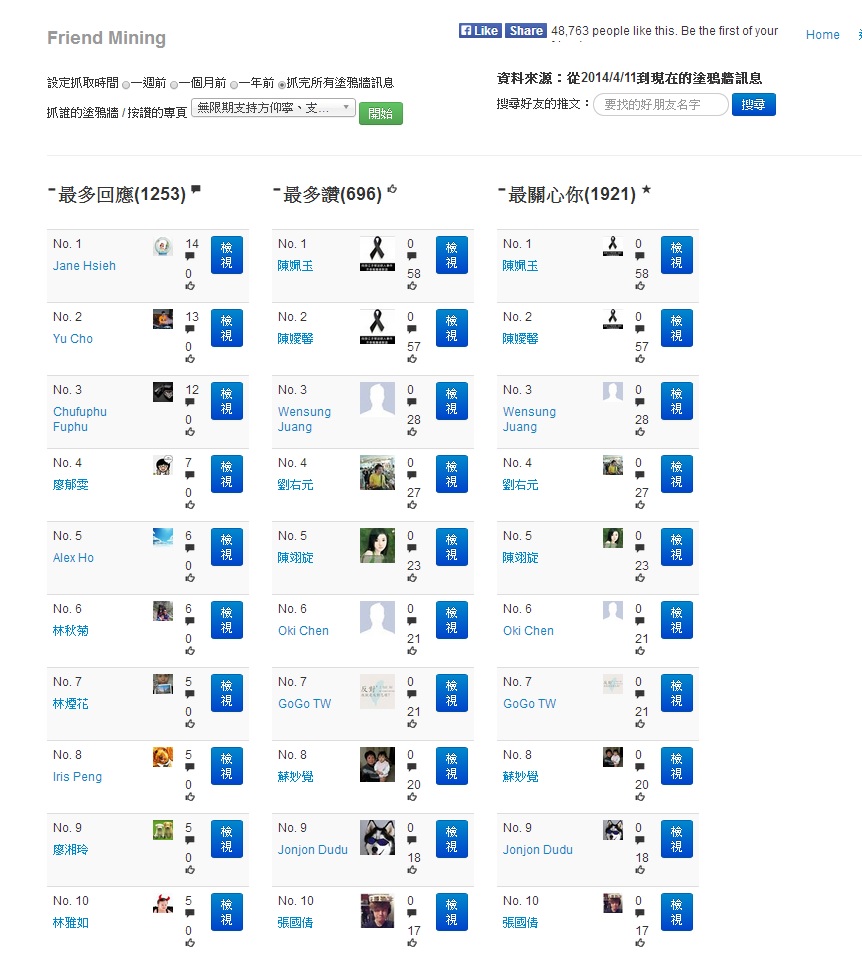 Friend Mining
Like Share 48,763 people like this. Be the first of your
Home
設定抓取時間 一週前 一個月前 一年前 抓完所有塗鴉牆訊息
抓誰的塗鴉牆 / 按讚的專頁 無限期支持方仰寧、支... 開始
資料來源：從2014/4/11到現在的塗鴉牆訊息
搜尋好友的推文： 要找的好朋友名字 搜尋
最多回應(1253)
No. 1
Jane Hsieh
14
0
檢視
No. 2
Yu Cho
13
0
檢視
No. 3
Chufuphu
Fuphu
12
0
檢視
No. 4
廖郁雯
7
0
檢視
No. 5
Alex Ho
6
0
檢視
No. 6
林秋菊
6
0
檢視
No. 7
林煙花
5
0
檢視
No. 8
Iris Peng
5
0
檢視
No. 9
廖湘玲
5
0
檢視
No. 10
林雅如
5
0
檢視
最多讚(696)
No. 1
陳姵玉
0
58
檢視
No. 2
陳嬡馨
0
57
檢視
No. 3
Wensung
Juang
0
28
檢視
No. 4
劉右元
0
27
檢視
No. 5
陳翊旋
0
23
檢視
No. 6
Oki Chen
0
21
檢視
No. 7
GoGo TW
0
21
檢視
No. 8
蘇妙覺
0
20
檢視
No. 9
Jonjon Dudu
0
18
檢視
No. 10
張國倩
0
17
檢視
最關心你(1921)
No. 1
陳姵玉
0
58
檢視
No. 2
陳嬡馨
0
57
檢視
No. 3
Wensung
Juang
0
28
檢視
No. 4
劉右元
0
27
檢視
No. 5
陳翊旋
0
23
檢視
No. 6
Oki Chen
0
21
檢視
No. 7
GoGo TW
0
21
檢視
No. 8
蘇妙覺
0
20
檢視
No. 9
Jonjon Dudu
0
18
檢視
No. 10
張國倩
0
17
檢視